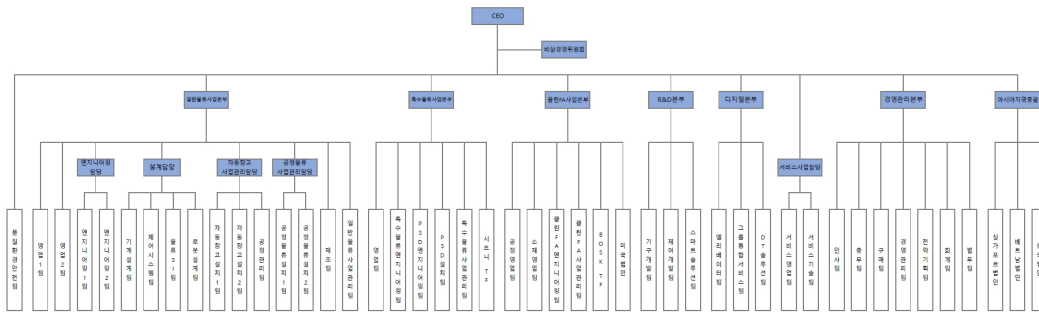 CEO
비상경영위원회
일반물류사업본부
특수물류사업본부
클린FA사업본부
R&D본부
디지털본부
경영관리본부
아시아지역총괄
엔지니어링
담당
설계담당
자동창고
사업관리담당
공정물류
사업관리담당
서비스사업담당
품질환경안전팀
영업1팀
영업2팀
엔지니어링1
엔지니어링2
기계설계팀
제어시스템팀
물류SI팀
로봇설계팀
자동창고설치1
자동창고설치2
공정관리팀
공정물류설치1
공정물류설치2
제조팀
일반물류사업관리팀
영업팀
특수물류엔지니어링
PSD엔지니어링
PSD설치팀
특수물류사업관리팀
시트니TF
공정영업팀
소재영업팀
클린FA엔지니어링팀
클린FA사업관리팀
BOSK TF
미국법인
기구개발팀
제어개발팀
스마트솔루션팀
엘리베이터팀
그룹통합서비스팀
DT솔루션팀
서비스영업팀
서비스기술팀
인사팀
총무팀
구매팀
경영관리팀
전략기획팀
회계팀
법무팀
싱가포르법인
베트남법인